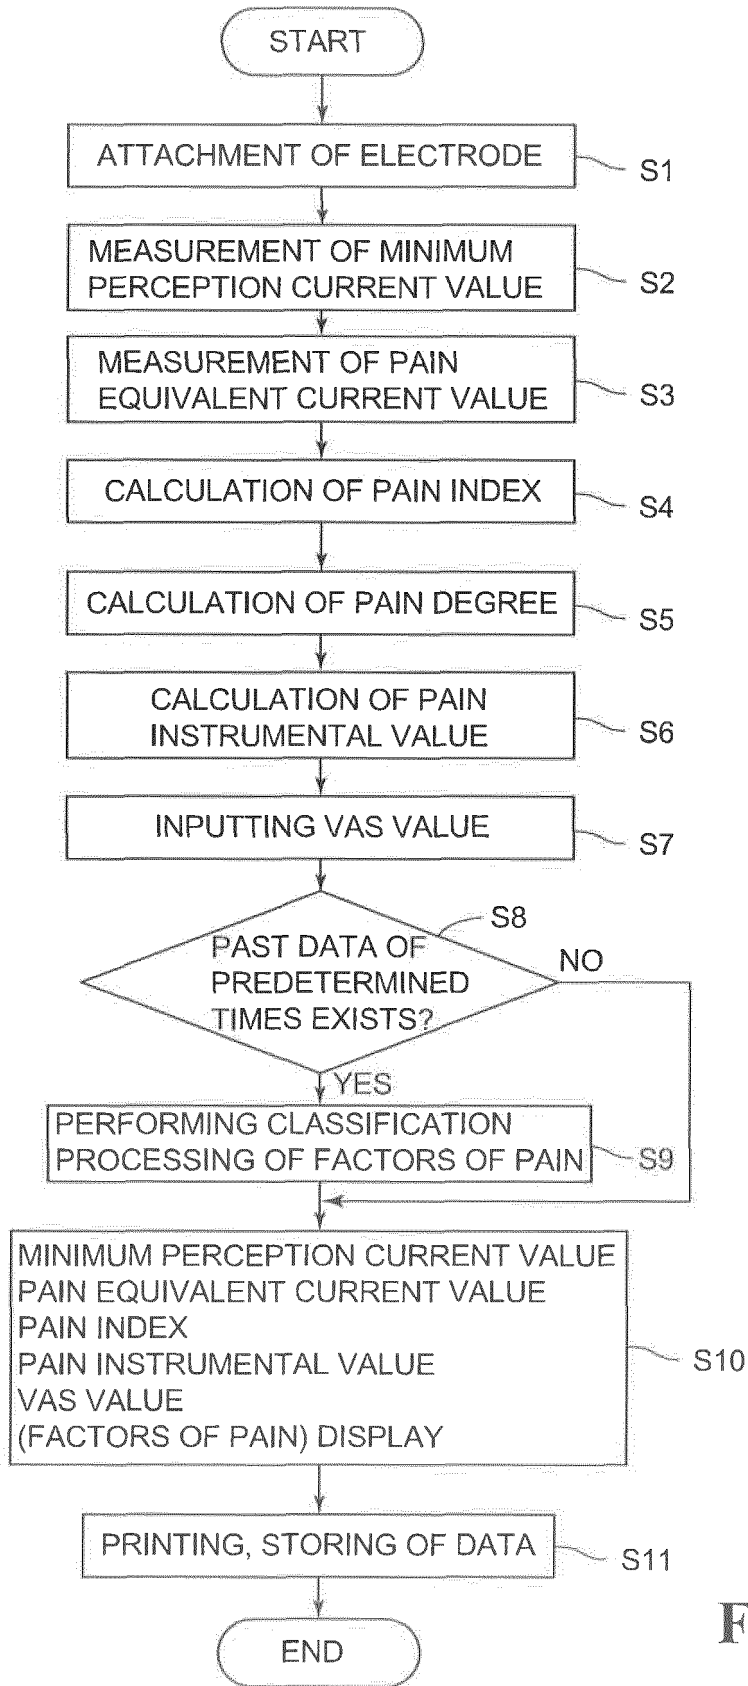 START
ATTACHMENT OF ELECTRODE
S1
MEASUREMENT OF MINIMUM
PERCEPTION CURRENT VALUE
S2
MEASUREMENT OF PAIN
EQUIVALENT CURRENT VALUE
S3
CALCULATION OF PAIN INDEX
S4
CALCULATION OF PAIN DEGREE
S5
CALCULATION OF PAIN
INSTRUMENTAL VALUE
S6
INPUTTING VAS VALUE
S7
S8
PAST DATA OF
PREDETERMINED
TIMES EXISTS?
NO
YES
PERFORMING CLASSIFICATION
PROCESSING OF FACTORS OF PAIN
S9
MINIMUM PERCEPTION CURRENT VALUE
PAIN EQUIVALENT CURRENT VALUE
PAIN INDEX
PAIN INSTRUMENTAL VALUE
VAS VALUE
(FACTORS OF PAIN) DISPLAY
S10
PRINTING, STORING OF DATA
S11
END
F